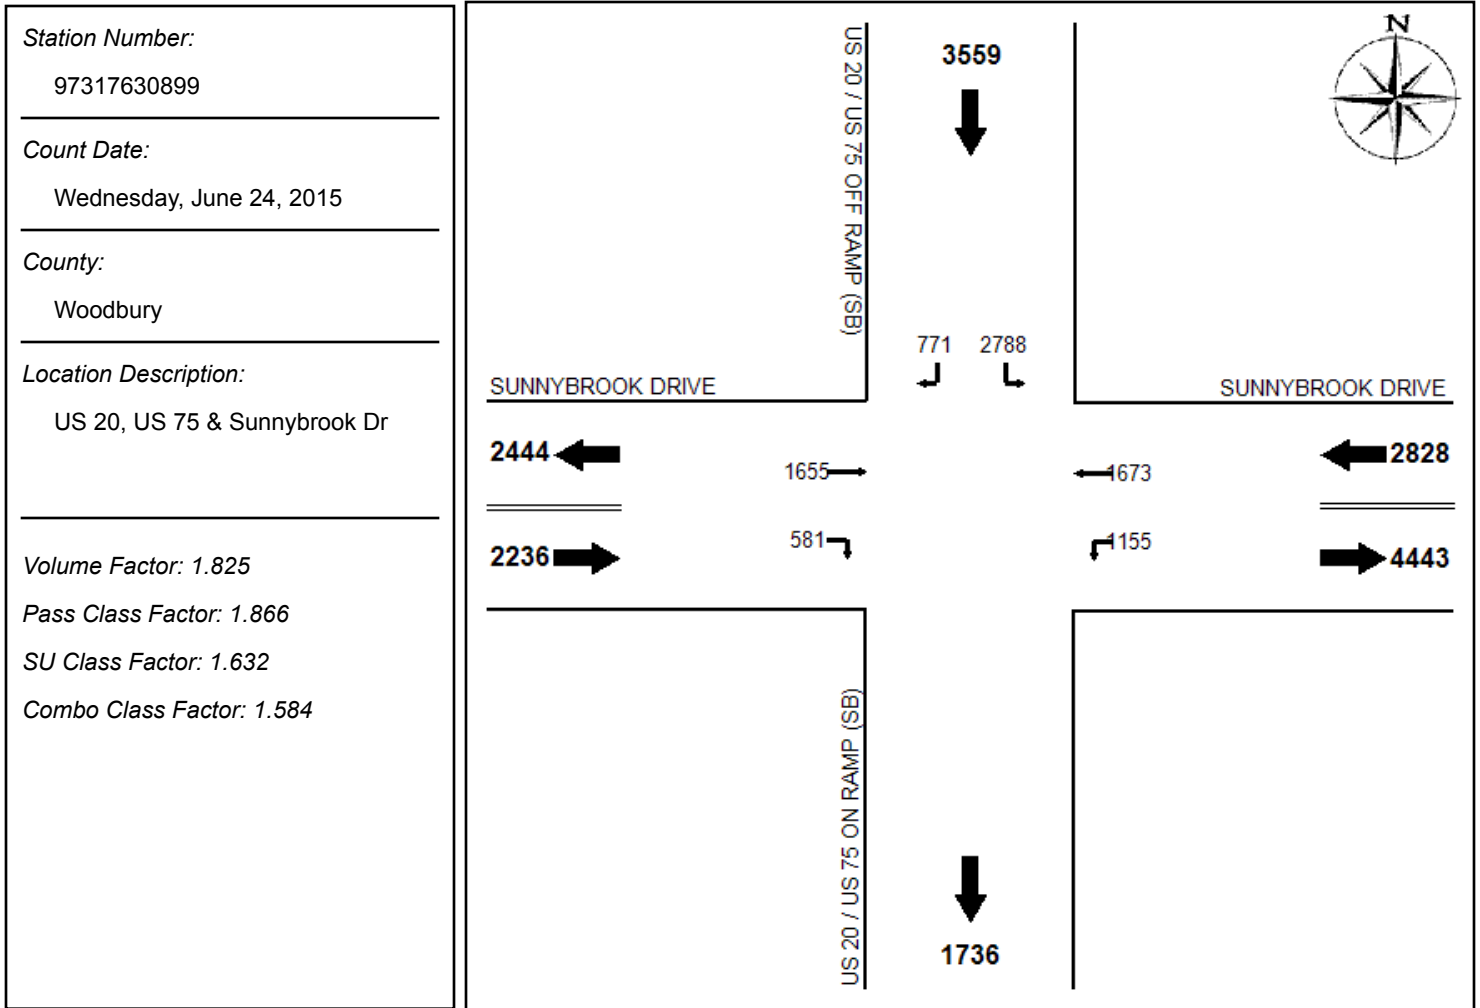 Station Number:
97317630899
Count Date:
Wednesday, June 24, 2015
County:
Woodbury
Location Description:
US 20, US 75 & Sunnybrook Dr
Volume Factor: 1.825
Pass Class Factor: 1.866
SU Class Factor: 1.632
Combo Class Factor: 1.584
N
US 20 / US 75 OFF RAMP (SB)
3559
771 2788
SUNNYBROOK DRIVE
SUNNYBROOK DRIVE
2444
1655
1673
2828
2236
581
1155
4443
US 20 / US 75 ON RAMP (SB)
1736